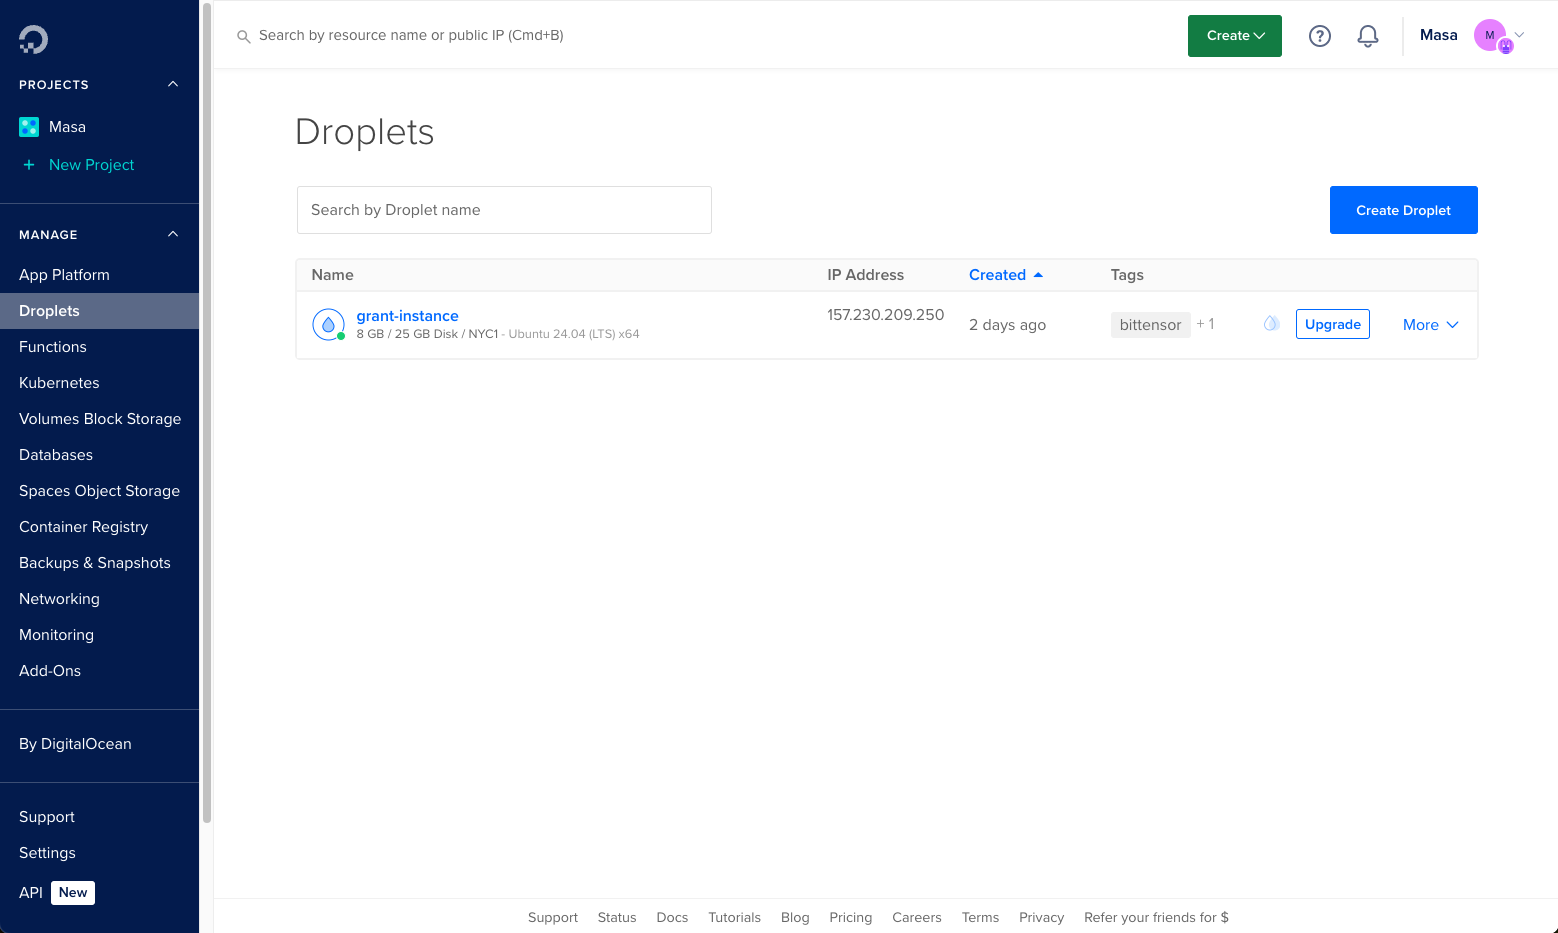 Search by resource name or public IP (Cmd+B)
Create
Masa
M
PROJECTS
Masa
+ New Project
MANAGE
App Platform
Droplets
Functions
Kubernetes
Volumes Block Storage
Databases
Spaces Object Storage
Container Registry
Backups & Snapshots
Networking
Monitoring
Add-Ons
By DigitalOcean
Support
Settings
API New
Droplets
Search by Droplet name
Create Droplet
Name IP Address Created Tags
grant-instance 157.230.209.250 2 days ago bittensor + 1 Upgrade More
8 GB / 25 GB Disk / NYC1 - Ubuntu 24.04 (LTS) x64
Support Status Docs Tutorials Blog Pricing Careers Terms Privacy Refer your friends for $